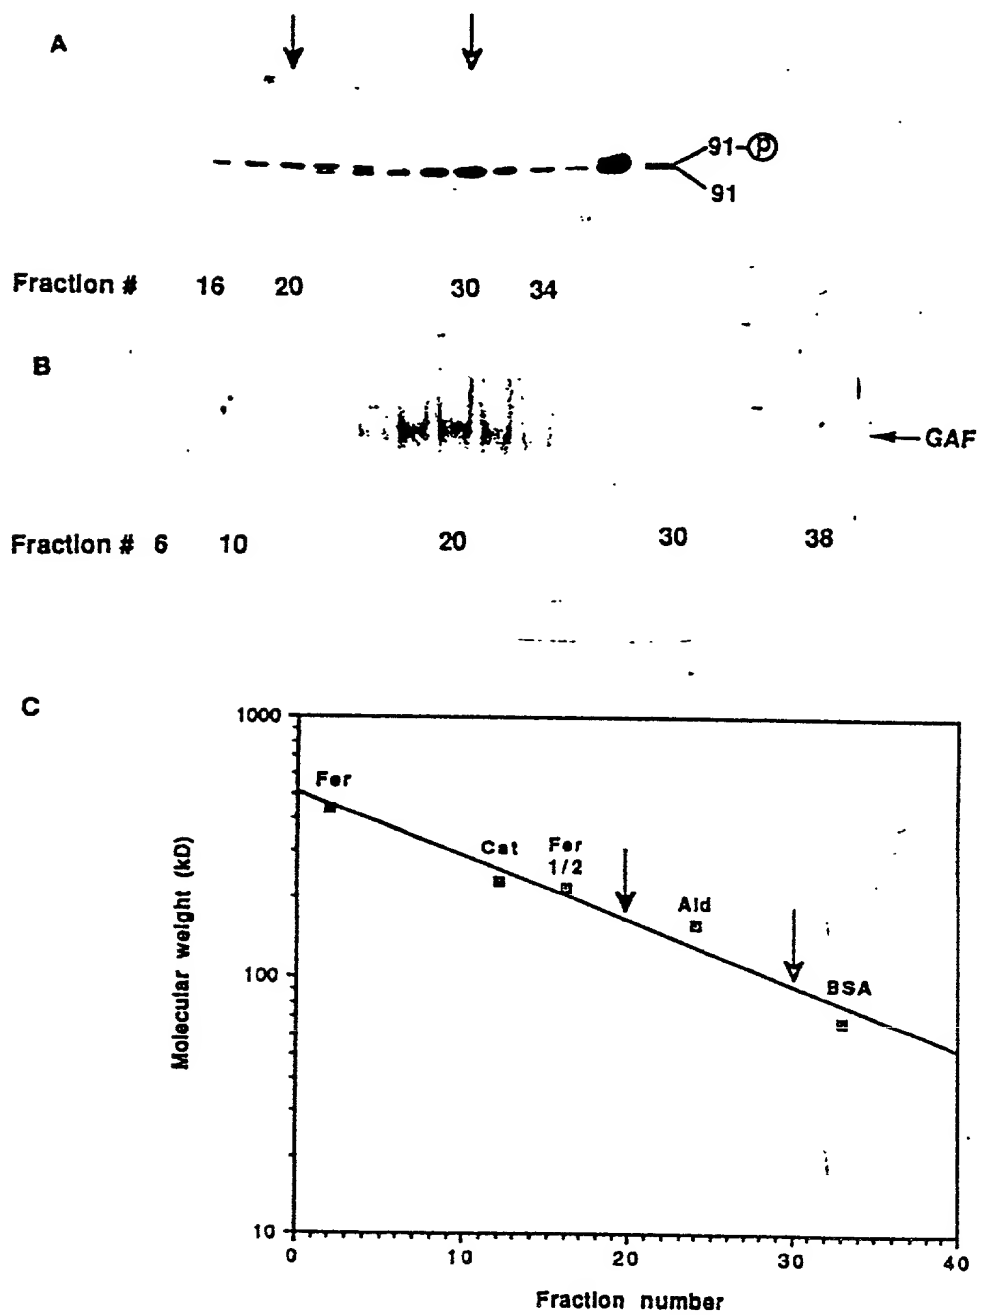 A
91-P
91
Fraction # 16 20 30 34
B
GAF
Fraction # 6 10 20 30 38
C
1000
100
10
Molecular weight (kD)
Fer
Cat
Fer
1/2
Ald
BSA
0 10 20 30 40
Fraction number